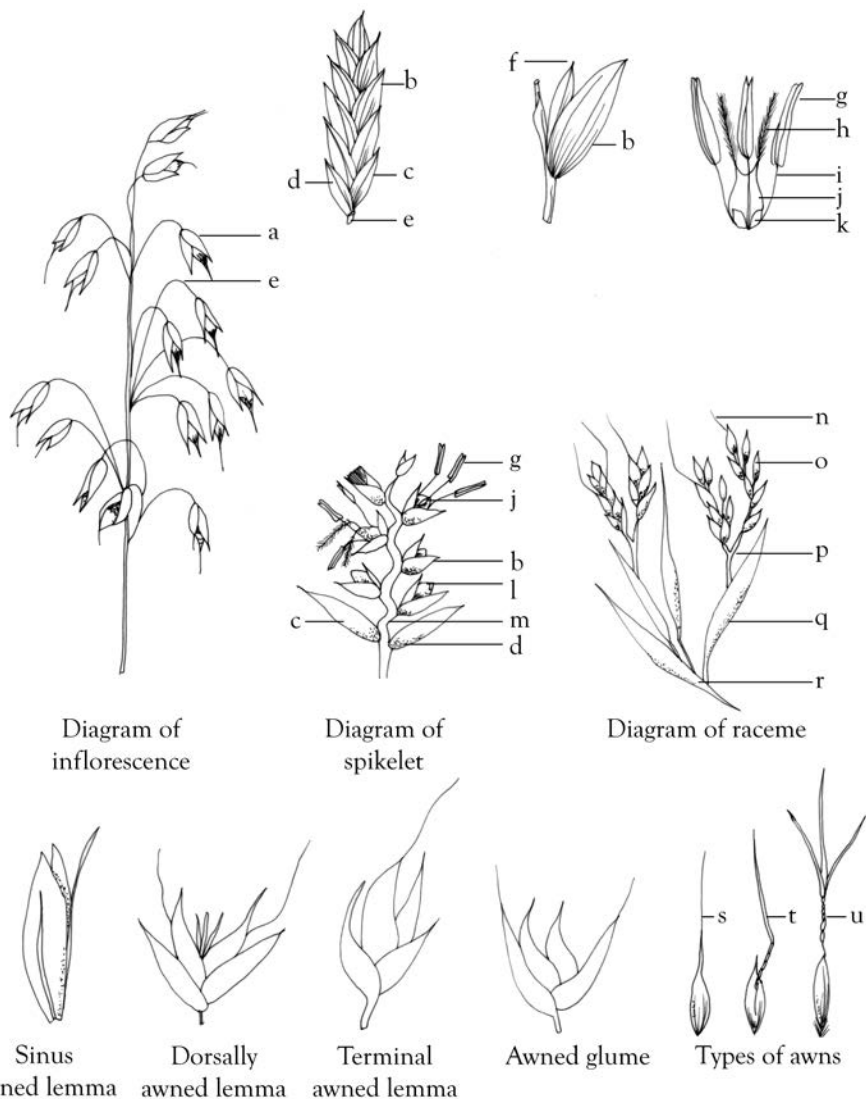 b
c
d
e
f
b
g
h
i
j
k
a
e
g
j
b
l
m
d
c
n
o
p
q
r
Diagram of
inflorescence
Diagram of
spikelet
Diagram of raceme
s
t
u
Sinus
ned lemma
Dorsally
awned lemma
Terminal
awned lemma
Awned glume
Types of awns